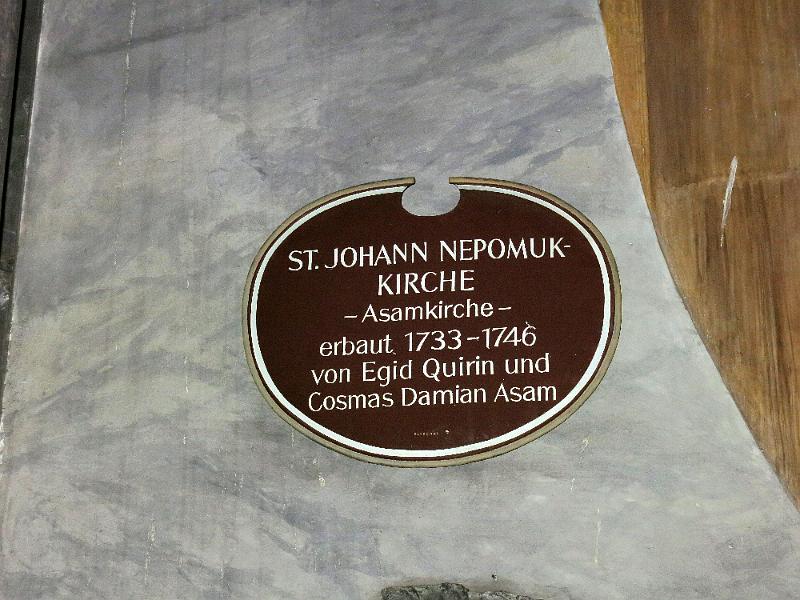 ST. JOHANN NEPOMUK-
KIRCHE
– Asamkirche –
erbaut 1733–1746
von Egid Quirin und
Cosmas Damian Asam